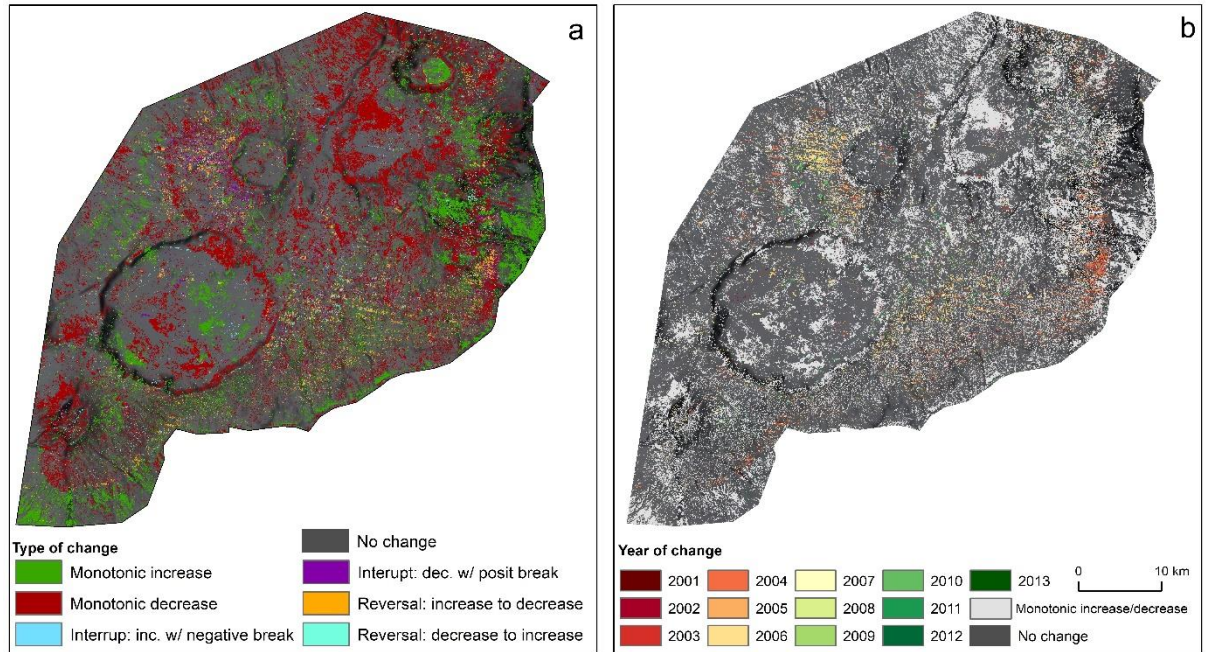 a
Type of change
Monotonic increase
Monotonic decrease
Interrup: inc. w/ negative break
No change
Interupt: dec. w/ posit break
Reversal: increase to decrease
Reversal: decrease to increase
b
Year of change
2001
2002
2003
2004
2005
2006
2007
2008
2009
2010
2011
2012
2013
Monotonic increase/decrease
No change
0 10 km